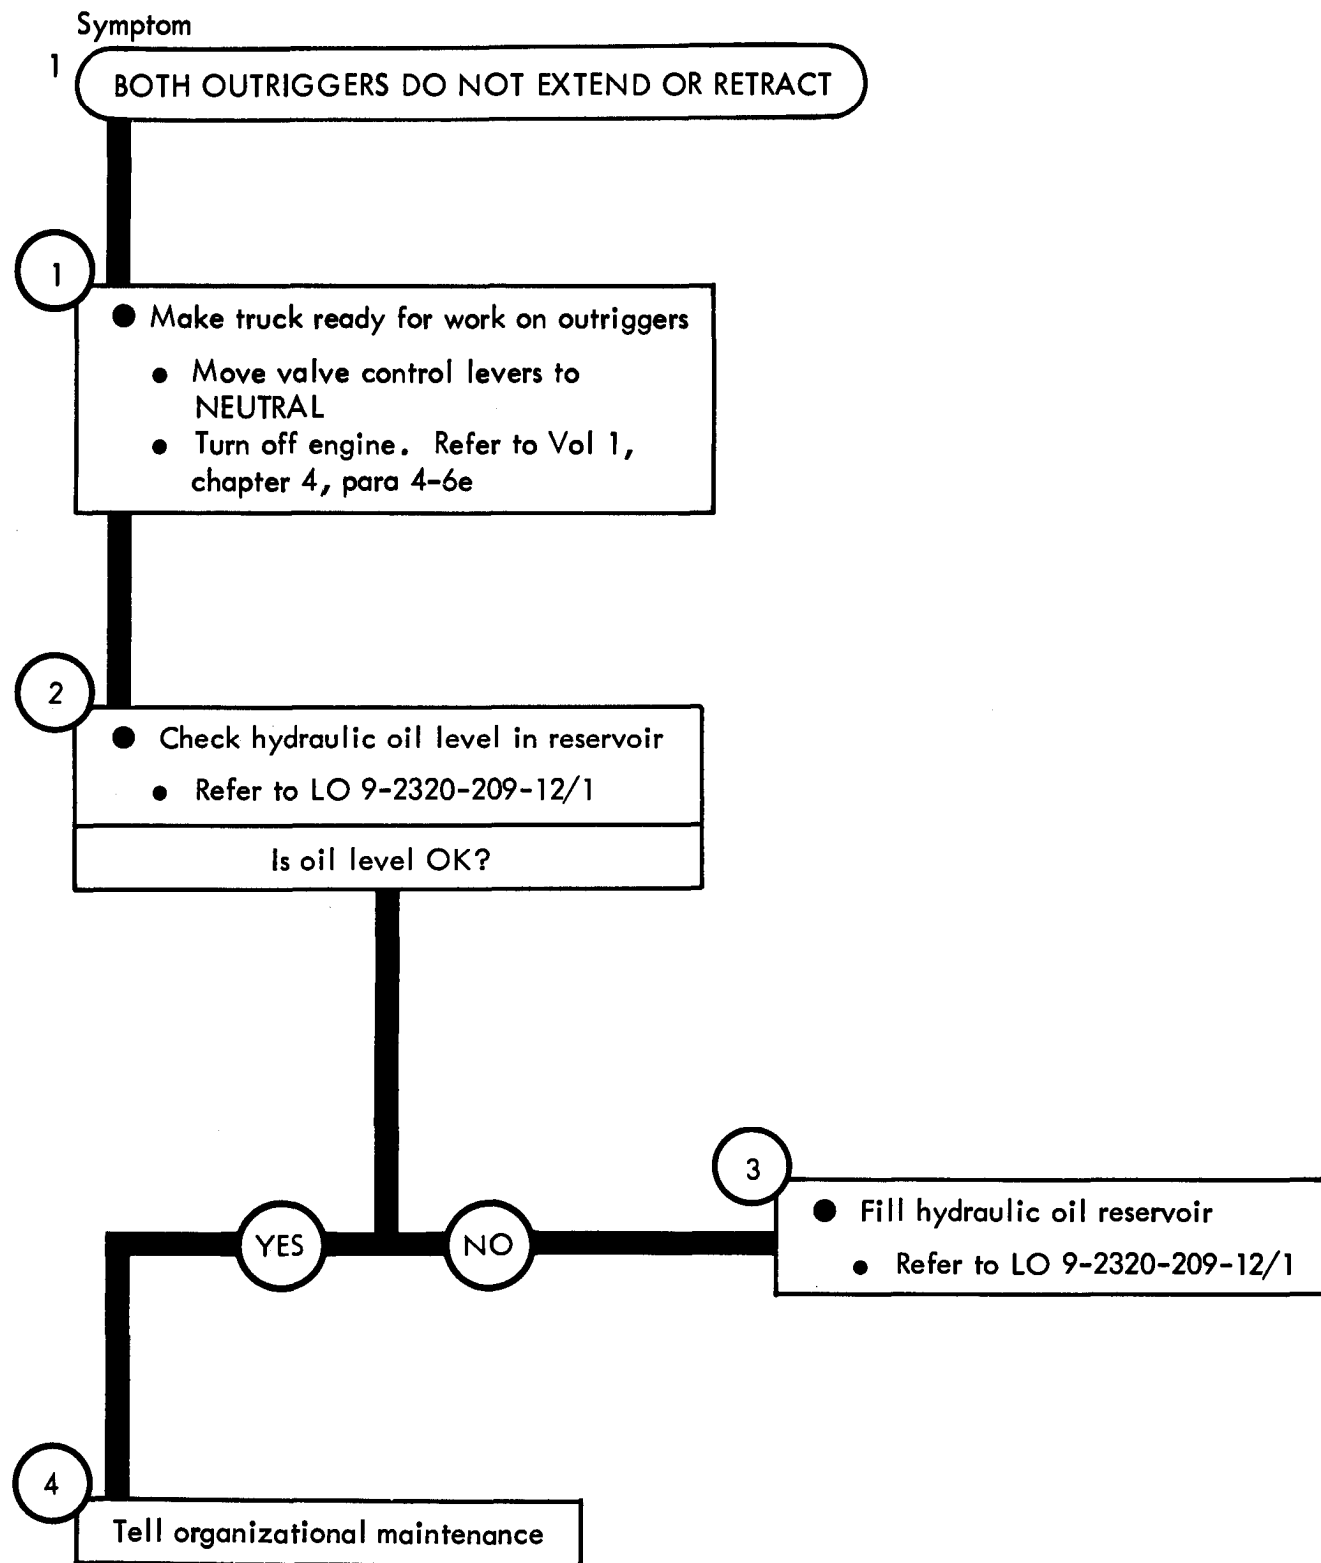 Symptom
1
BOTH OUTRIGGERS DO NOT EXTEND OR RETRACT
1
● Make truck ready for work on outriggers
● Move valve control levers to
NEUTRAL
● Turn off engine. Refer to Vol 1,
chapter 4, para 4-6e
2
● Check hydraulic oil level in reservoir
● Refer to LO 9-2320-209-12/1
Is oil level OK?
YES
NO
3
● Fill hydraulic oil reservoir
● Refer to LO 9-2320-209-12/1
4
Tell organizational maintenance